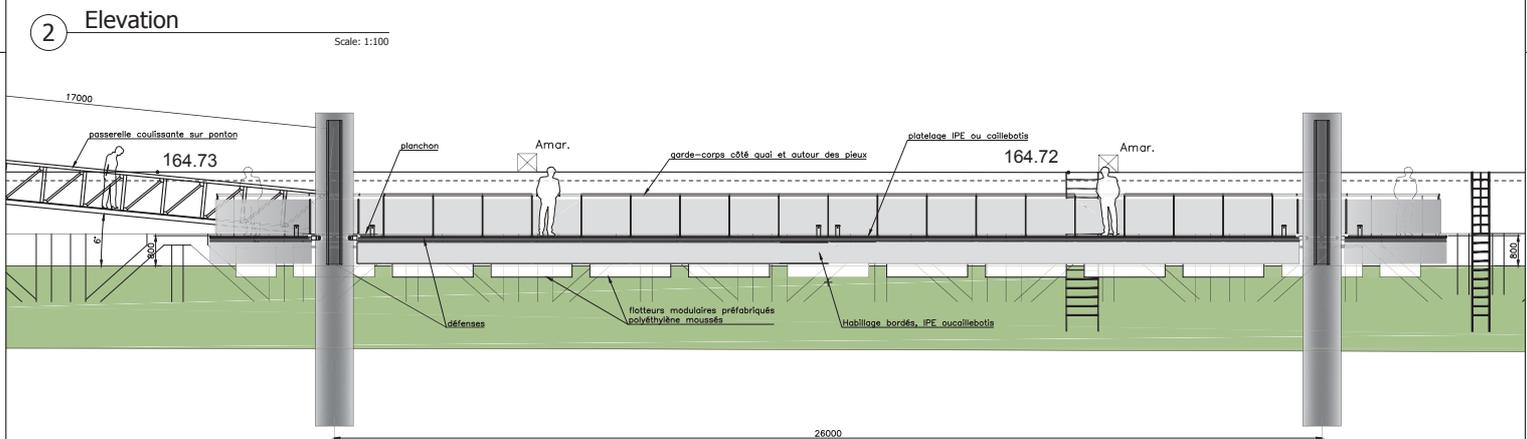 2 Elevation
Scale: 1:100
17000
passerelle coulissante sur ponton
164.73
planchon
Amar.
garde-corps côté quai et autour des pieux
platelage IPE ou caillebotis
164.72
Amar.
6'
800
800
défenses
flotteurs modulaires préfabriqués
polyéthylène moussés
Habillage bordés, IPE oucaillebotis
26000